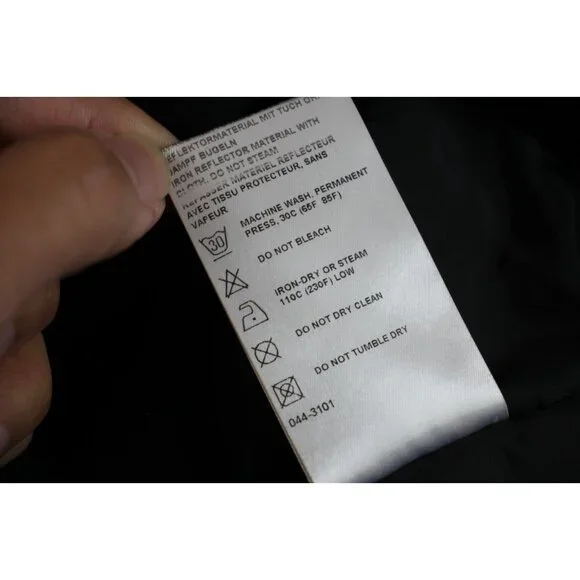 REFLEKTORMATERIAL MIT TUCH
DAMPF BUGELN
IRON REFLECTOR MATERIAL WITH
CLOTH, DO NOT STEAM
REPASSER MATERIEL REFLECTEUR
AVEC TISSU PROTECTEUR, SANS
VAPEUR
30
MACHINE WASH, PERMANENT
PRESS, 30C (65F 85F)
DO NOT BLEACH
IRON-DRY OR STEAM
110C (230F) LOW
DO NOT DRY CLEAN
DO NOT TUMBLE DRY
044-3101